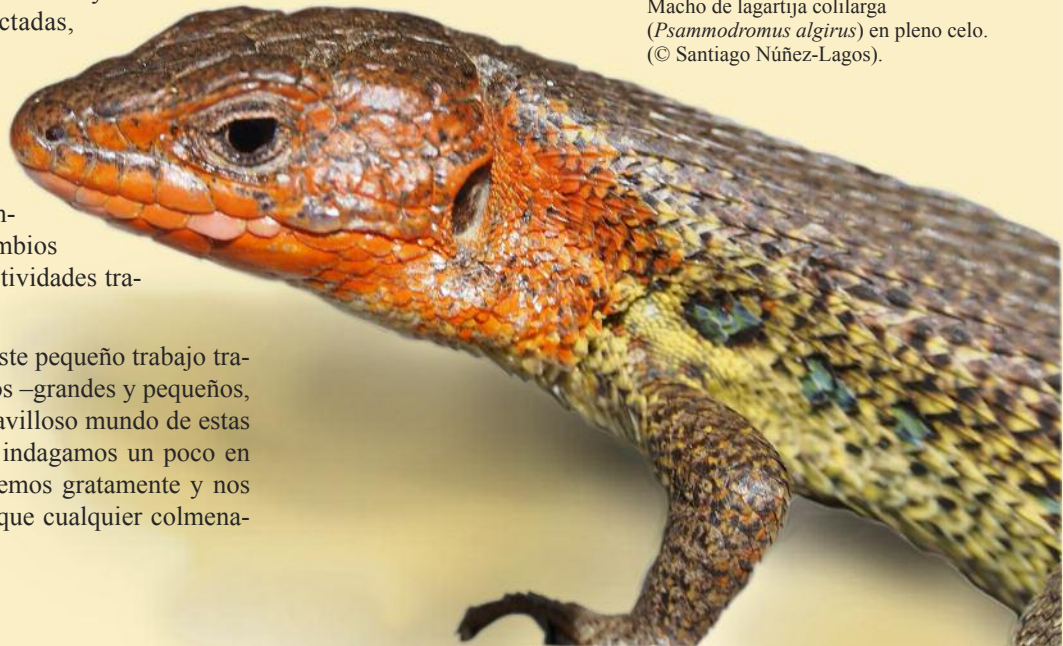 ctadas,
n-
mbios
tividades tra-
ste pequeño trabajo tra-
os –grandes y pequeños,
avilloso mundo de estas
indagamos un poco en
emos gratamente y nos
que cualquier colmena-
Macho de lagartija colilarga
(Psammodromus algirus) en pleno celo.
(© Santiago Núñez-Lagos).